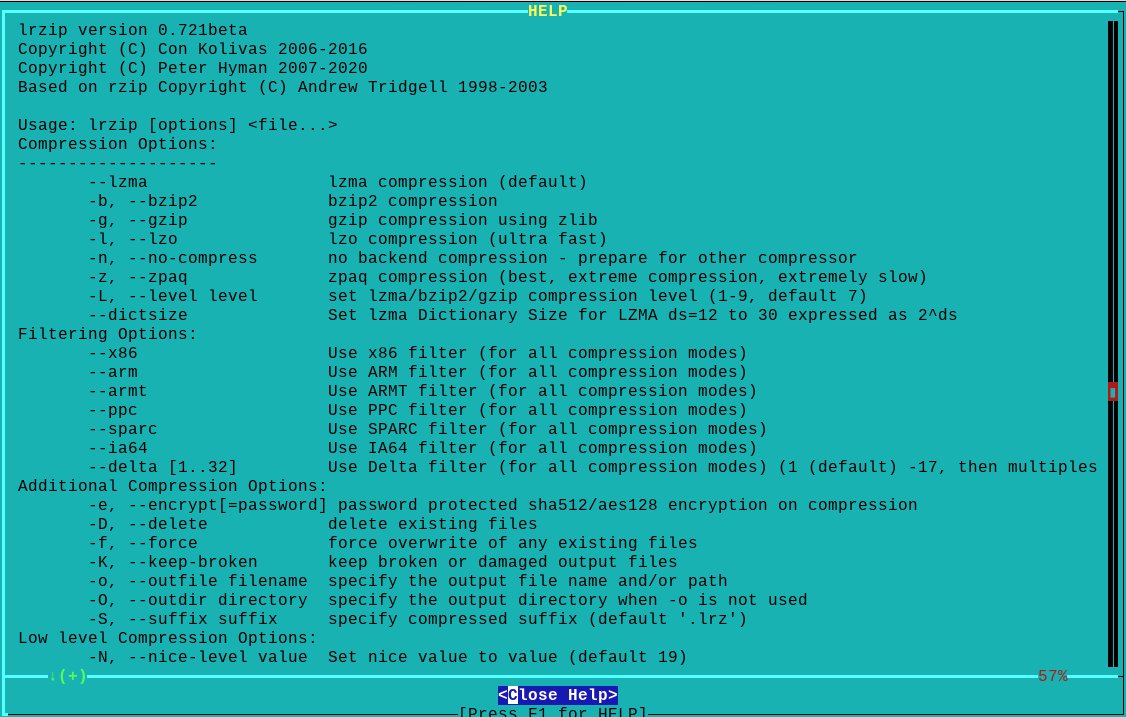 HELP
lrzip version 0.721beta
Copyright (C) Con Kolivas 2006-2016
Copyright (C) Peter Hyman 2007-2020
Based on rzip Copyright (C) Andrew Tridgell 1998-2003
Usage: lrzip [options] <file...>
Compression Options:
--------------------
--lzma lzma compression (default)
-b, --bzip2 bzip2 compression
-g, --gzip gzip compression using zlib
-l, --lzo lzo compression (ultra fast)
-n, --no-compress no backend compression - prepare for other compressor
-z, --zpaq zpaq compression (best, extreme compression, extremely slow)
-L, --level level set lzma/bzip2/gzip compression level (1-9, default 7)
--dictsize Set lzma Dictionary Size for LZMA ds=12 to 30 expressed as 2^ds
Filtering Options:
--x86 Use x86 filter (for all compression modes)
--arm Use ARM filter (for all compression modes)
--armt Use ARMT filter (for all compression modes)
--ppc Use PPC filter (for all compression modes)
--sparc Use SPARC filter (for all compression modes)
--ia64 Use IA64 filter (for all compression modes)
--delta [1..32] Use Delta filter (for all compression modes) (1 (default) -17, then multiples
Additional Compression Options:
-e, --encrypt[=password] password protected sha512/aes128 encryption on compression
-D, --delete delete existing files
-f, --force force overwrite of any existing files
-K, --keep-broken keep broken or damaged output files
-o, --outfile filename specify the output file name and/or path
-O, --outdir directory specify the output directory when -o is not used
-S, --suffix suffix specify compressed suffix (default '.lrz')
Low level Compression Options:
-N, --nice-level value Set nice value to value (default 19)
↓(+) 57%
<Close Help>
[Press F1 for HELP]